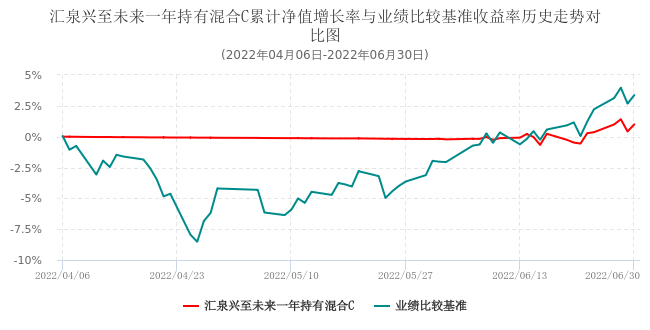 汇泉兴至未来一年持有混合C累计净值增长率与业绩比较基准收益率历史走势对
比图
(2022年04月06日-2022年06月30日)
5%
2.5%
0%
-2.5%
-5%
-7.5%
-10%
2022/04/06
2022/04/23
2022/05/10
2022/05/27
2022/06/13
2022/06/30
汇泉兴至未来一年持有混合C
业绩比较基准